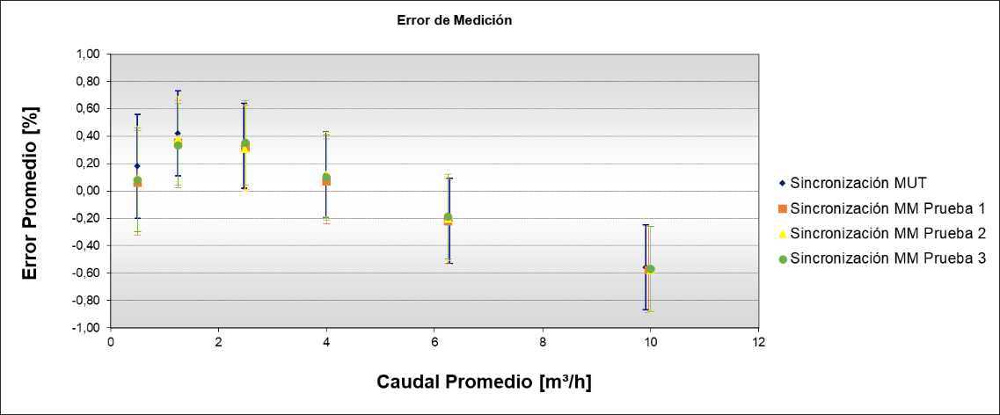 Error de Medición
Error Promedio [%]
1,00
0,80
0,60
0,40
0,20
0,00
-0,20
-0,40
-0,60
-0,80
-1,00
0 2 4 6 8 10 12
Caudal Promedio [m³/h]
Sincronización MUT
Sincronización MM Prueba 1
Sincronización MM Prueba 2
Sincronización MM Prueba 3